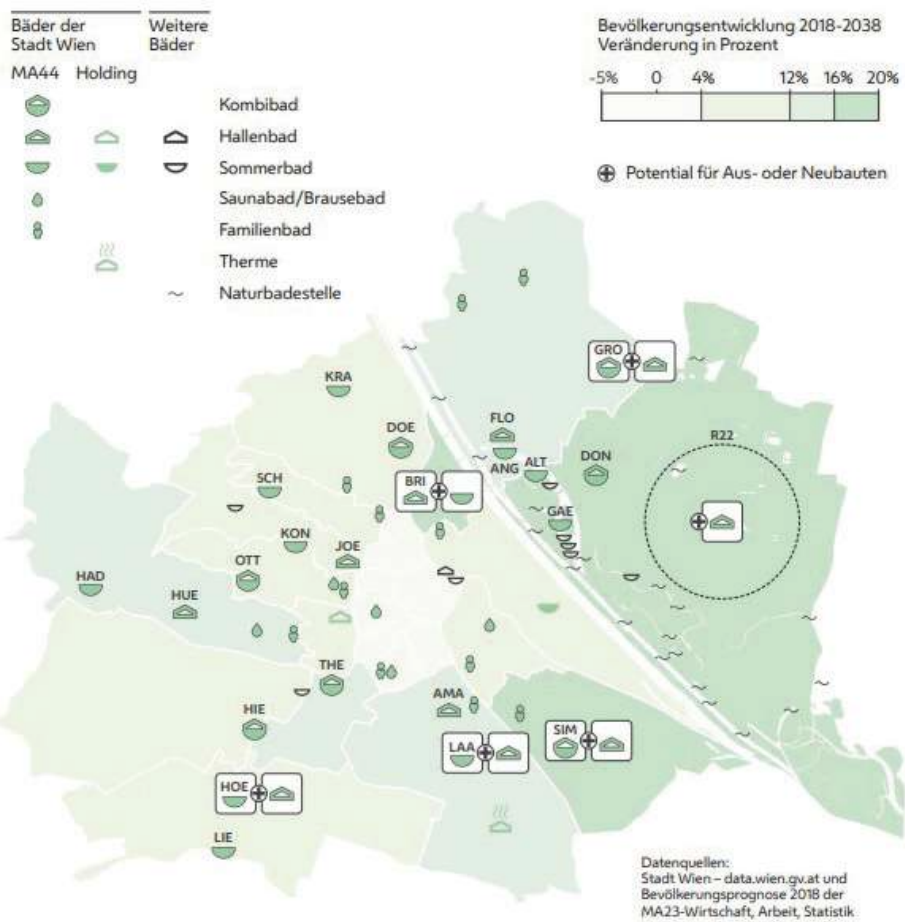 Bäder der
Stadt Wien
Weitere
Bäder
MA44 Holding
Kombibad
Hallenbad
Sommerbad
Saunabad/Brausebad
Familienbad
Therme
Naturbadestelle
Bevölkerungsentwicklung 2018-2038
Veränderung in Prozent
-5% 0 4% 12% 16% 20%
Potential für Aus- oder Neubauten
GRO
KRA
FLO
DOE
R22
ANG
ALT
DON
BRI
SCH
GAE
KON
JOE
OTT
HAD
HUE
THE
AMA
HIE
SIM
LAA
HOE
LIE
Datenquellen:
Stadt Wien – data.wien.gv.at und
Bevölkerungsprognose 2018 der
MA23-Wirtschaft, Arbeit, Statistik